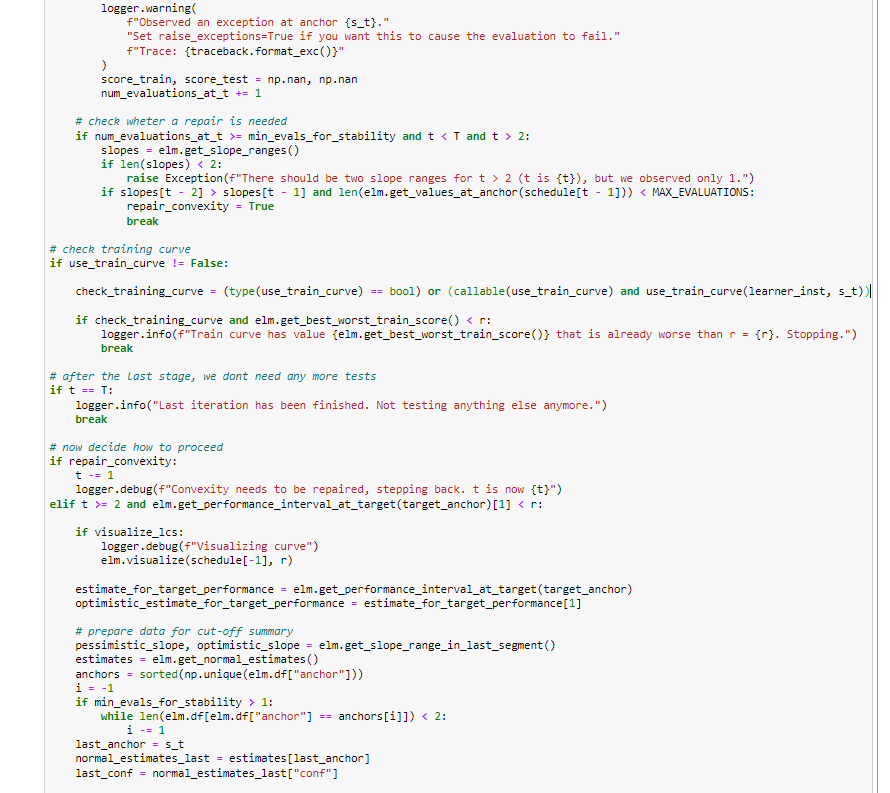 logger.warning(
f"Observed an exception at anchor {s_t}."
"Set raise_exceptions=True if you want this to cause the evaluation to fail."
f"Trace: {traceback.format_exc()}"
)
score_train, score_test = np.nan, np.nan
num_evaluations_at_t += 1
# check wheter a repair is needed
if num_evaluations_at_t >= min_evals_for_stability and t < T and t > 2:
slopes = elm.get_slope_ranges()
if len(slopes) < 2:
raise Exception(f"There should be two slope ranges for t > 2 (t is {t}), but we observed only 1.")
if slopes[t - 2] > slopes[t - 1] and len(elm.get_values_at_anchor(schedule[t - 1])) < MAX_EVALUATIONS:
repair_convexity = True
break
# check training curve
if use_train_curve != False:
check_training_curve = (type(use_train_curve) == bool) or (callable(use_train_curve) and use_train_curve(learner_inst, s_t))
if check_training_curve and elm.get_best_worst_train_score() < r:
logger.info(f"Train curve has value {elm.get_best_worst_train_score()} that is already worse than r = {r}. Stopping.")
break
# after the last stage, we dont need any more tests
if t == T:
logger.info("Last iteration has been finished. Not testing anything else anymore.")
break
# now decide how to proceed
if repair_convexity:
t -= 1
logger.debug(f"Convexity needs to be repaired, stepping back. t is now {t}")
elif t >= 2 and elm.get_performance_interval_at_target(target_anchor)[1] < r:
if visualize_lcs:
logger.debug(f"Visualizing curve")
elm.visualize(schedule[-1], r)
estimate_for_target_performance = elm.get_performance_interval_at_target(target_anchor)
optimistic_estimate_for_target_performance = estimate_for_target_performance[1]
# prepare data for cut-off summary
pessimistic_slope, optimistic_slope = elm.get_slope_range_in_last_segment()
estimates = elm.get_normal_estimates()
anchors = sorted(np.unique(elm.df["anchor"]))
i = -1
if min_evals_for_stability > 1:
while len(elm.df[elm.df["anchor"] == anchors[i]]) < 2:
i -= 1
last_anchor = s_t
normal_estimates_last = estimates[last_anchor]
last_conf = normal_estimates_last["conf"]